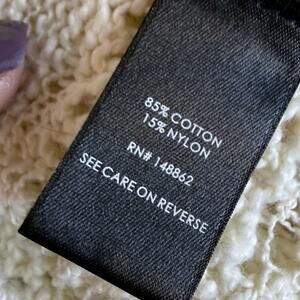 85% COTTON
15% NYLON
RN# 148862
SEE CARE ON REVERSE